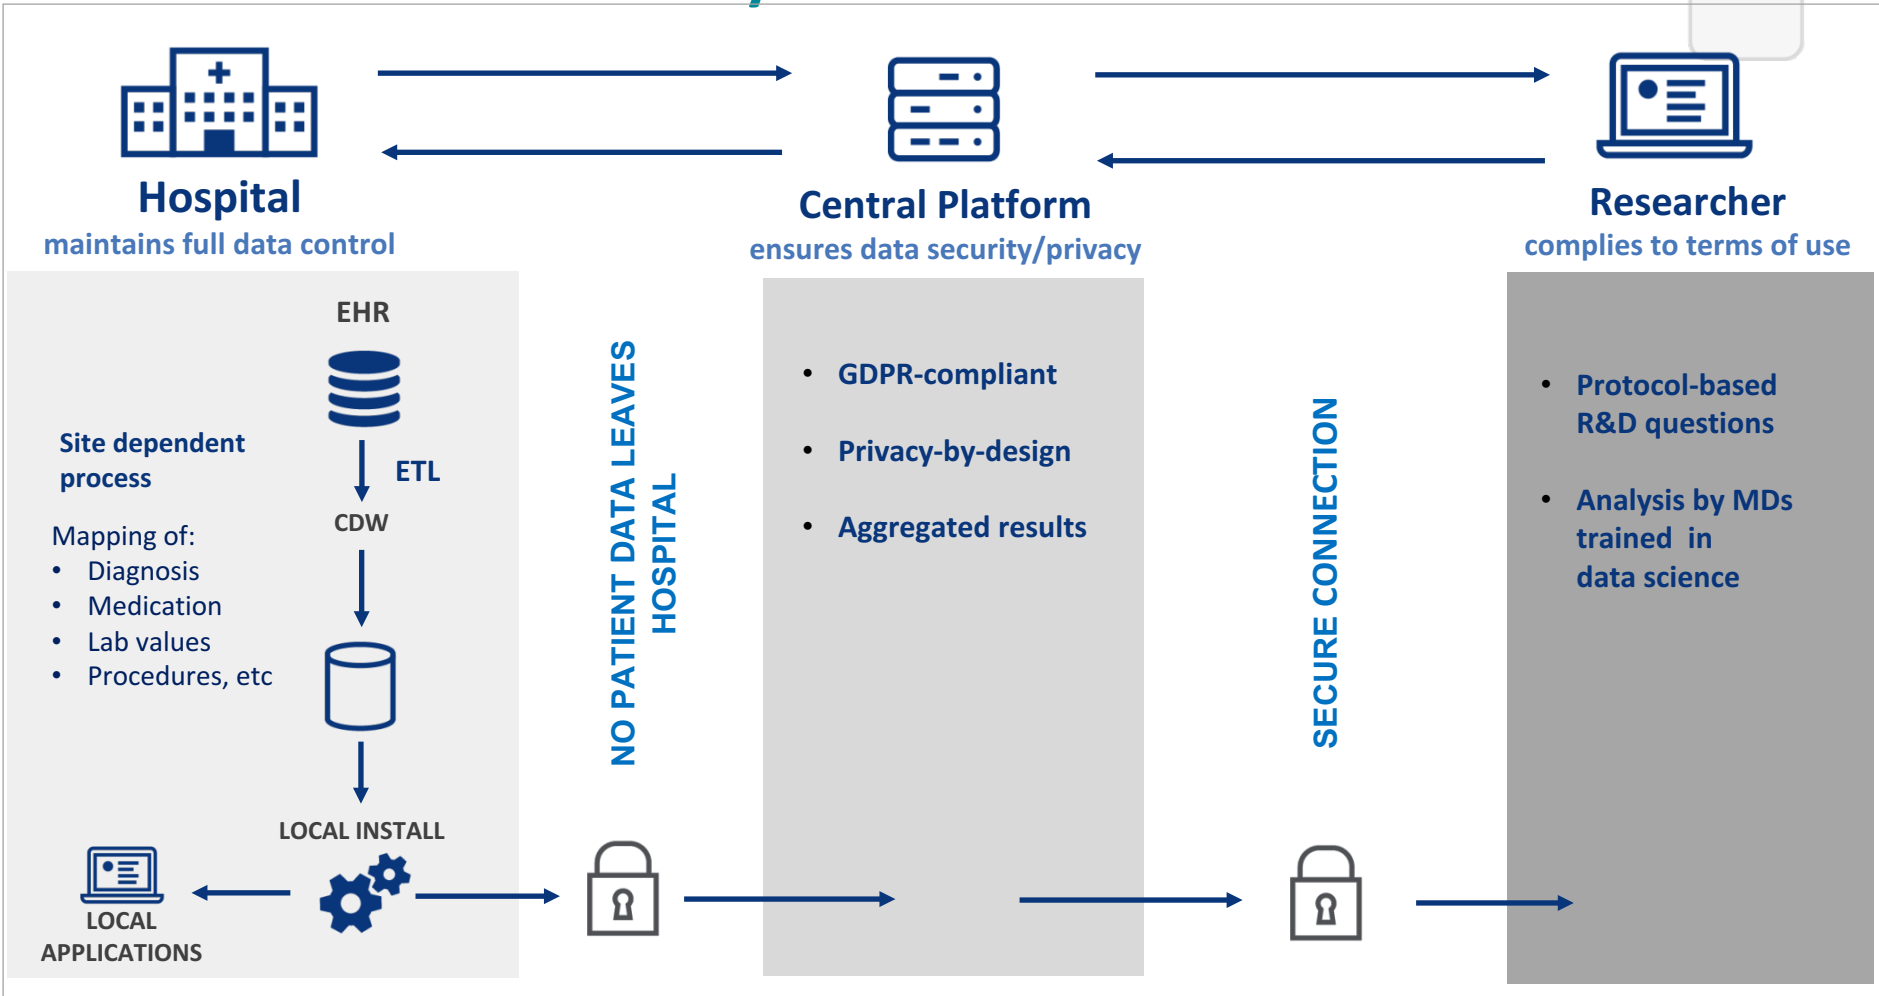 Hospital
maintains full data control
EHR
Site dependent
process
ETL
CDW
Mapping of:
• Diagnosis
• Medication
• Lab values
• Procedures, etc
LOCAL INSTALL
LOCAL
APPLICATIONS
NO PATIENT DATA LEAVES
HOSPITAL
Central Platform
ensures data security/privacy
• GDPR-compliant
• Privacy-by-design
• Aggregated results
SECURE CONNECTION
Researcher
complies to terms of use
• Protocol-based
R&D questions
• Analysis by MDs
trained in
data science